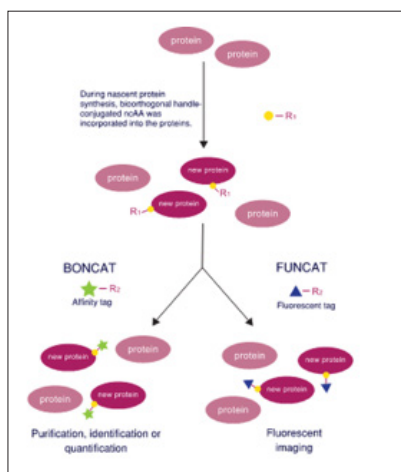 protein
protein
During nascent protein
synthesis, bioorthogonal handle-
conjugated ncAA was
incorporated into the proteins.
R₁
protein
new protein
R₁
R₁
new protein
protein
BONCAT
FUNCAT
R₂
R₂
Affinity tag
Fluorescent tag
new protein
protein
protein
new protein
protein
new protein
new protein
protein
Purification, identification or
quantification
Fluorescent
imaging